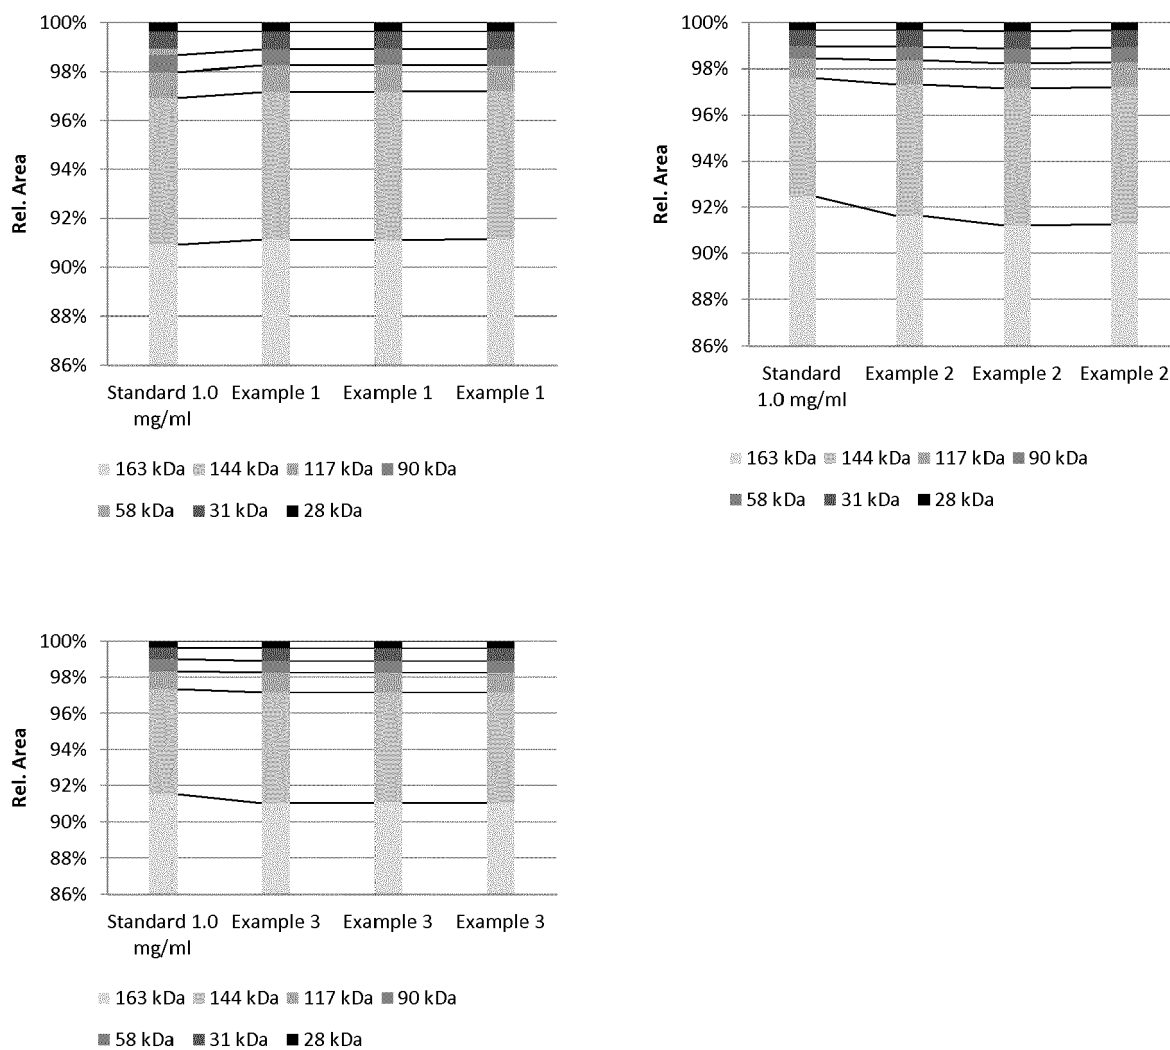 100%
98%
96%
94%
92%
90%
88%
86%
Rel. Area
Standard 1.0 mg/ml
Example 1
Example 1
Example 1
163 kDa 144 kDa 117 kDa 90 kDa
58 kDa 31 kDa 28 kDa
100%
98%
96%
94%
92%
90%
88%
86%
Rel. Area
Standard
1.0 mg/ml
Example 2
Example 2
Example 2
163 kDa 144 kDa 117 kDa 90 kDa
58 kDa 31 kDa 28 kDa
100%
98%
96%
94%
92%
90%
88%
86%
Rel. Area
Standard 1.0
mg/ml
Example 3
Example 3
Example 3
163 kDa 144 kDa 117 kDa 90 kDa
58 kDa 31 kDa 28 kDa